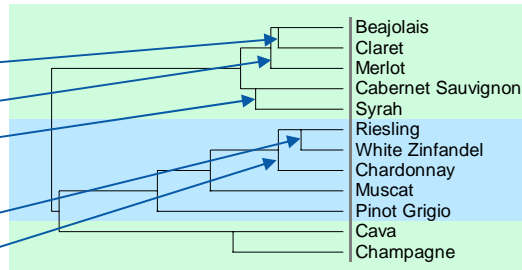 Beajolais
Claret
Merlot
Cabernet Sauvignon
Syrah
Riesling
White Zinfandel
Chardonnay
Muscat
Pinot Grigio
Cava
Champagne